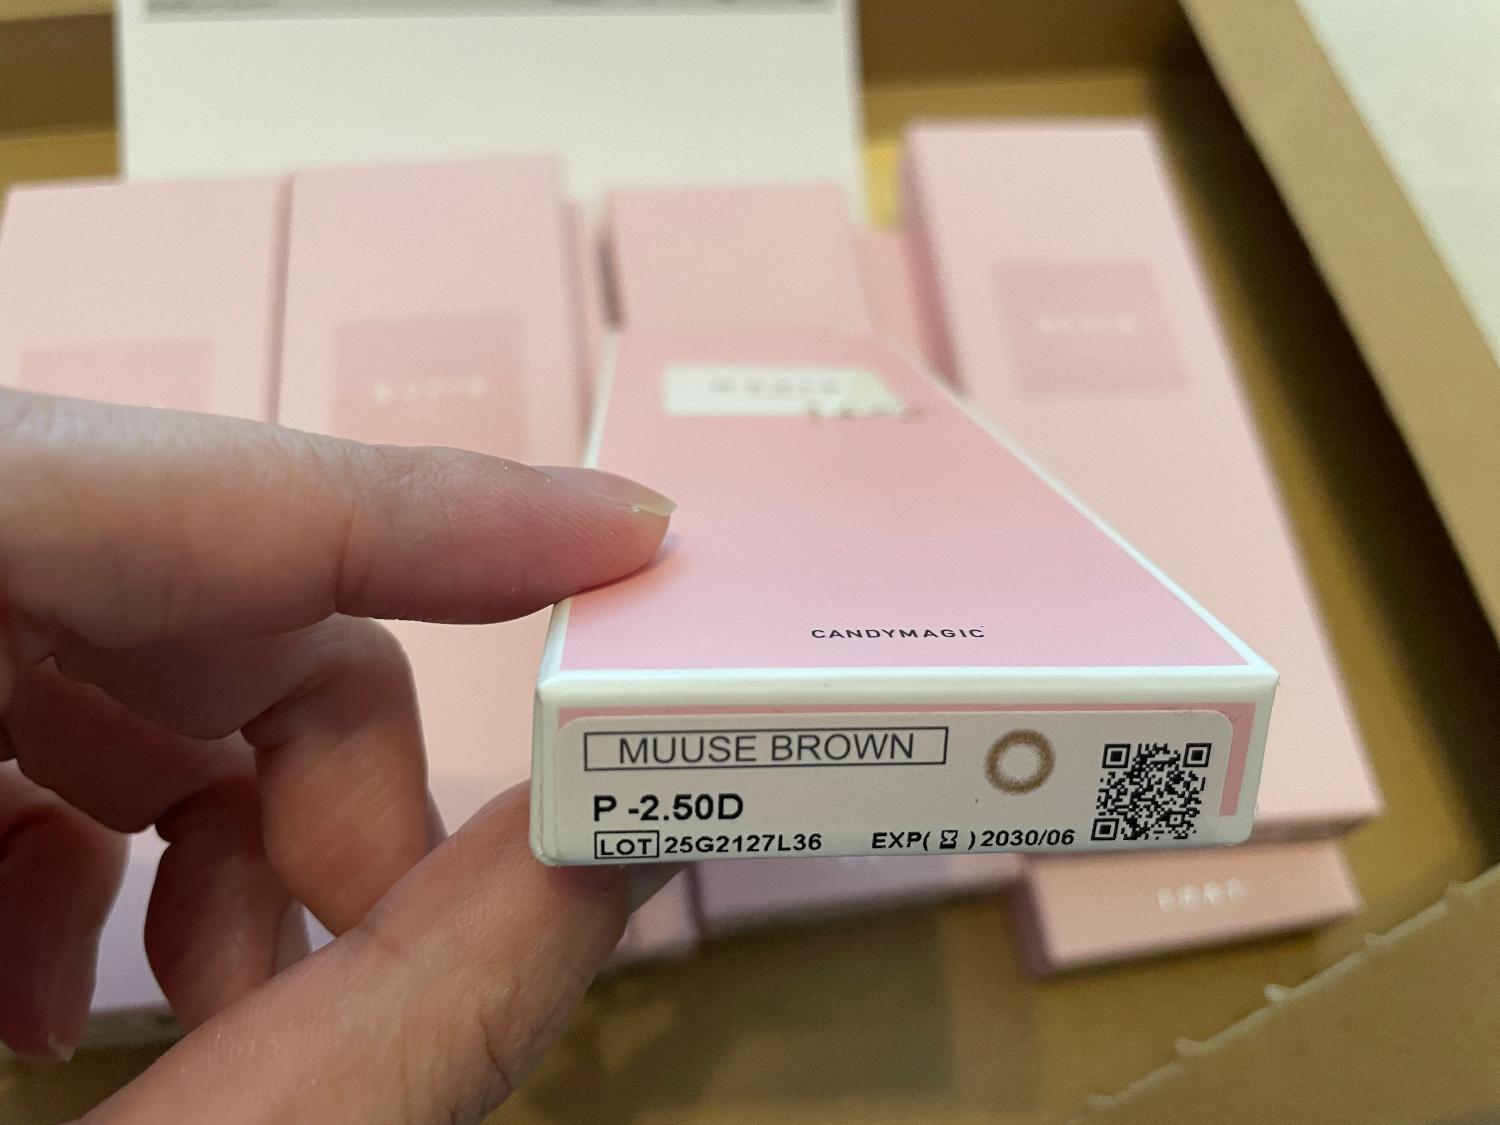 CANDYMAGIC
MUUSE BROWN
P -2.50D
LOT 25G2127L36 EXP( ⌛ ) 2030/06